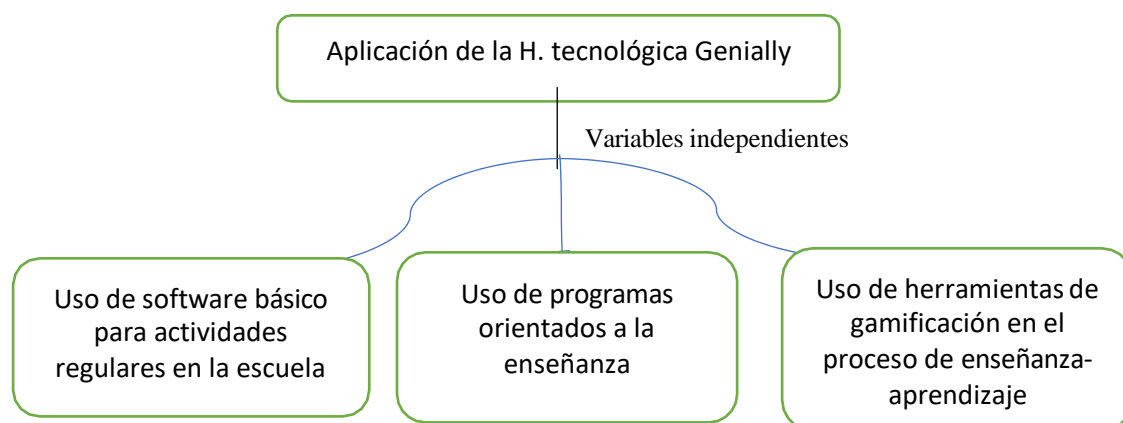 Aplicación de la H. tecnológica Genially
Variables independientes
Uso de software básico
para actividades
regulares en la escuela
Uso de programas
orientados a la
enseñanza
Uso de herramientas de
gamificación en el
proceso de enseñanza-
aprendizaje